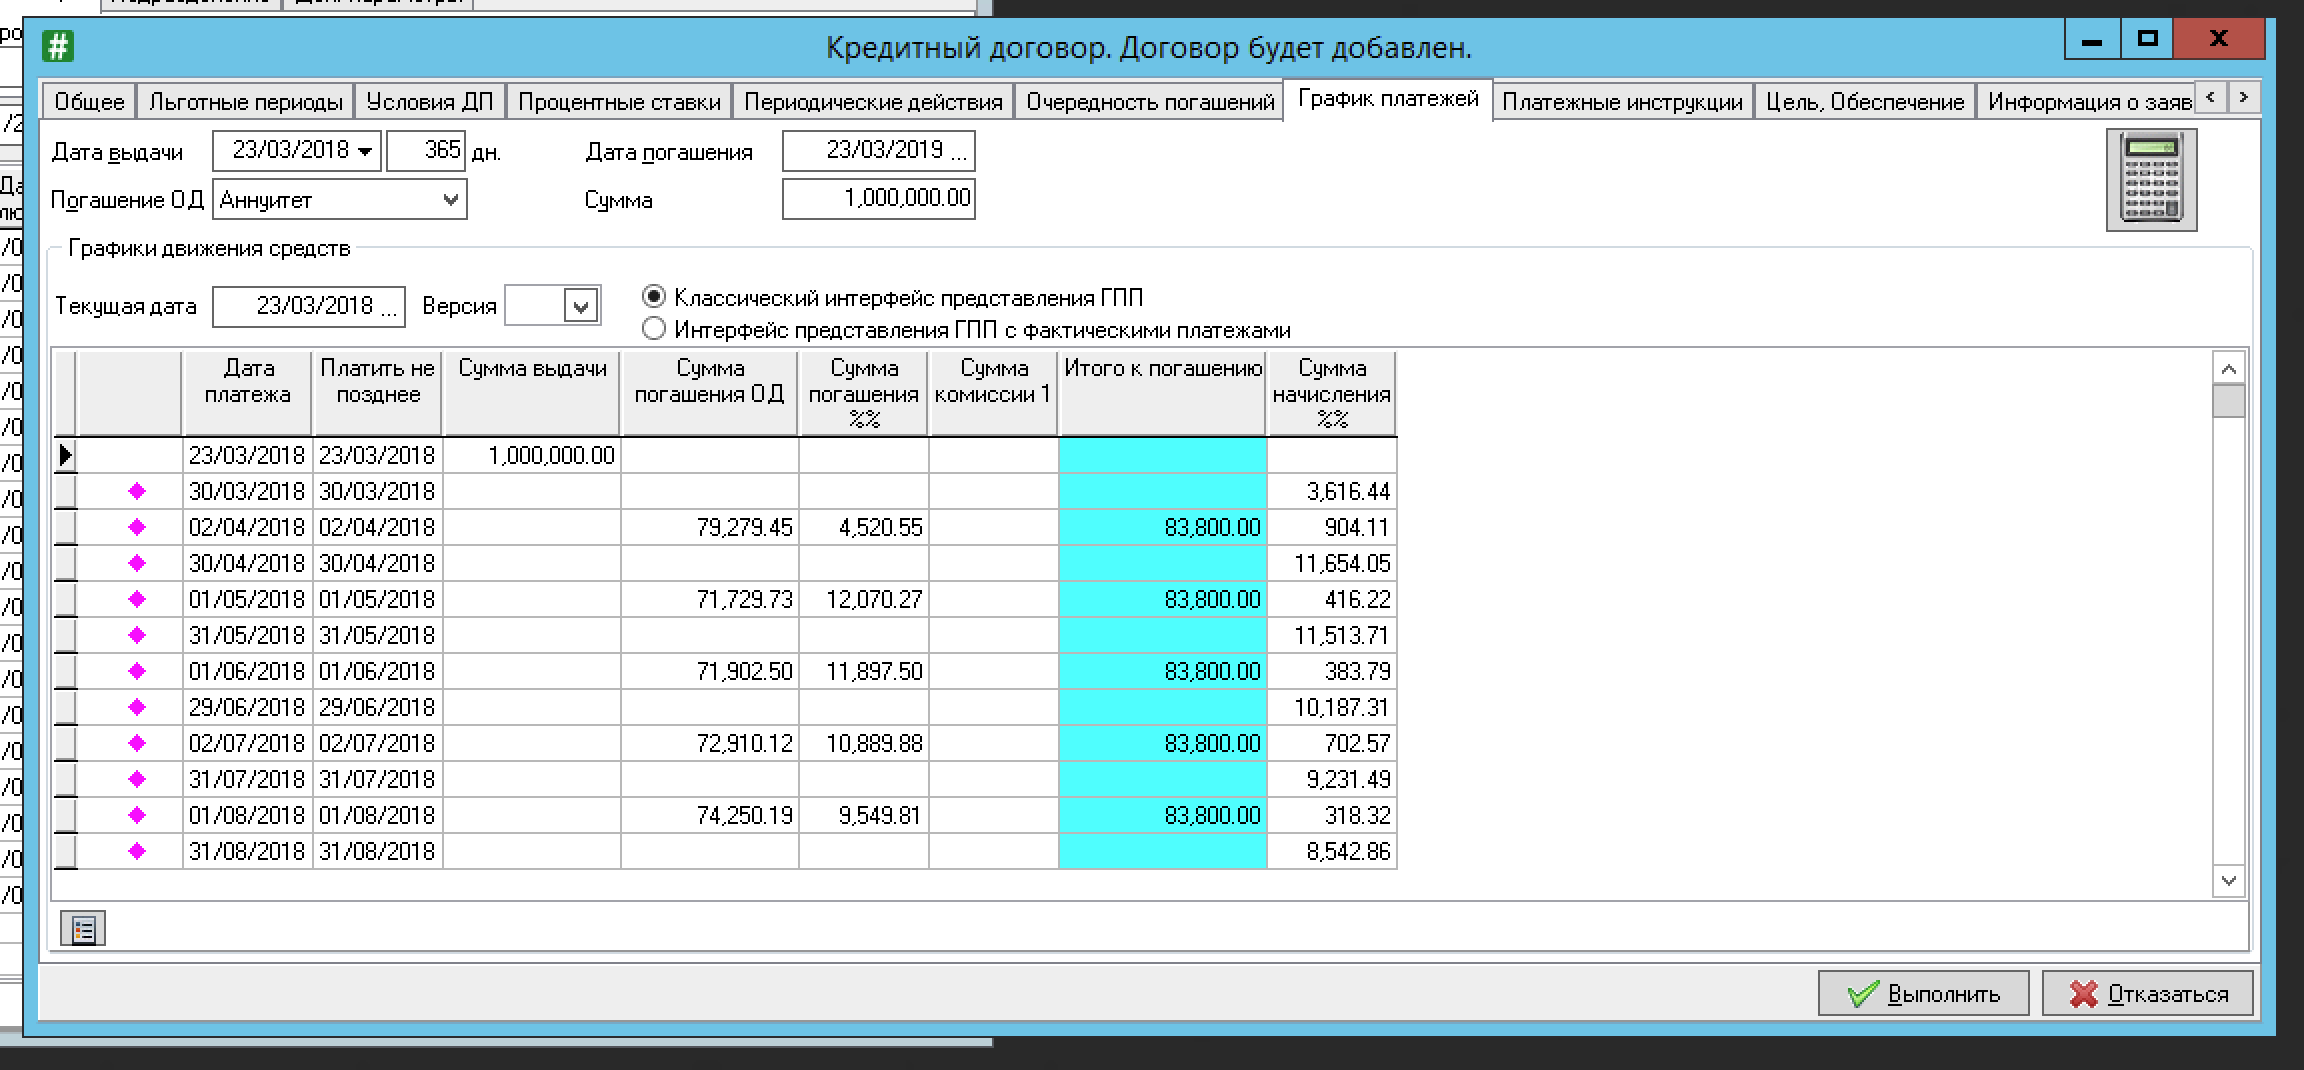 Кредитный договор. Договор будет добавлен.
Общее Льготные периоды Условия ДП Процентные ставки Периодические действия Очередность погашений График платежей Платежные инструкции Цель, Обеспечение Информация о заяв
Дата выдачи 23/03/2018 365 дн. Дата погашения 23/03/2019 ...
Погашение ОД Аннуитет Сумма 1,000,000.00
Графики движения средств
Текущая дата 23/03/2018 ... Версия
Классический интерфейс представления ГПП
Интерфейс представления ГПП с фактическими платежами
Дата платежа Платить не позднее Сумма выдачи Сумма погашения ОД Сумма погашения %% Сумма комиссии 1 Итого к погашению Сумма начисления %%
23/03/2018 23/03/2018 1,000,000.00
30/03/2018 30/03/2018 3,616.44
02/04/2018 02/04/2018 79,279.45 4,520.55 83,800.00 904.11
30/04/2018 30/04/2018 11,654.05
01/05/2018 01/05/2018 71,729.73 12,070.27 83,800.00 416.22
31/05/2018 31/05/2018 11,513.71
01/06/2018 01/06/2018 71,902.50 11,897.50 83,800.00 383.79
29/06/2018 29/06/2018 10,187.31
02/07/2018 02/07/2018 72,910.12 10,889.88 83,800.00 702.57
31/07/2018 31/07/2018 9,231.49
01/08/2018 01/08/2018 74,250.19 9,549.81 83,800.00 318.32
31/08/2018 31/08/2018 8,542.86
Выполнить Отказаться